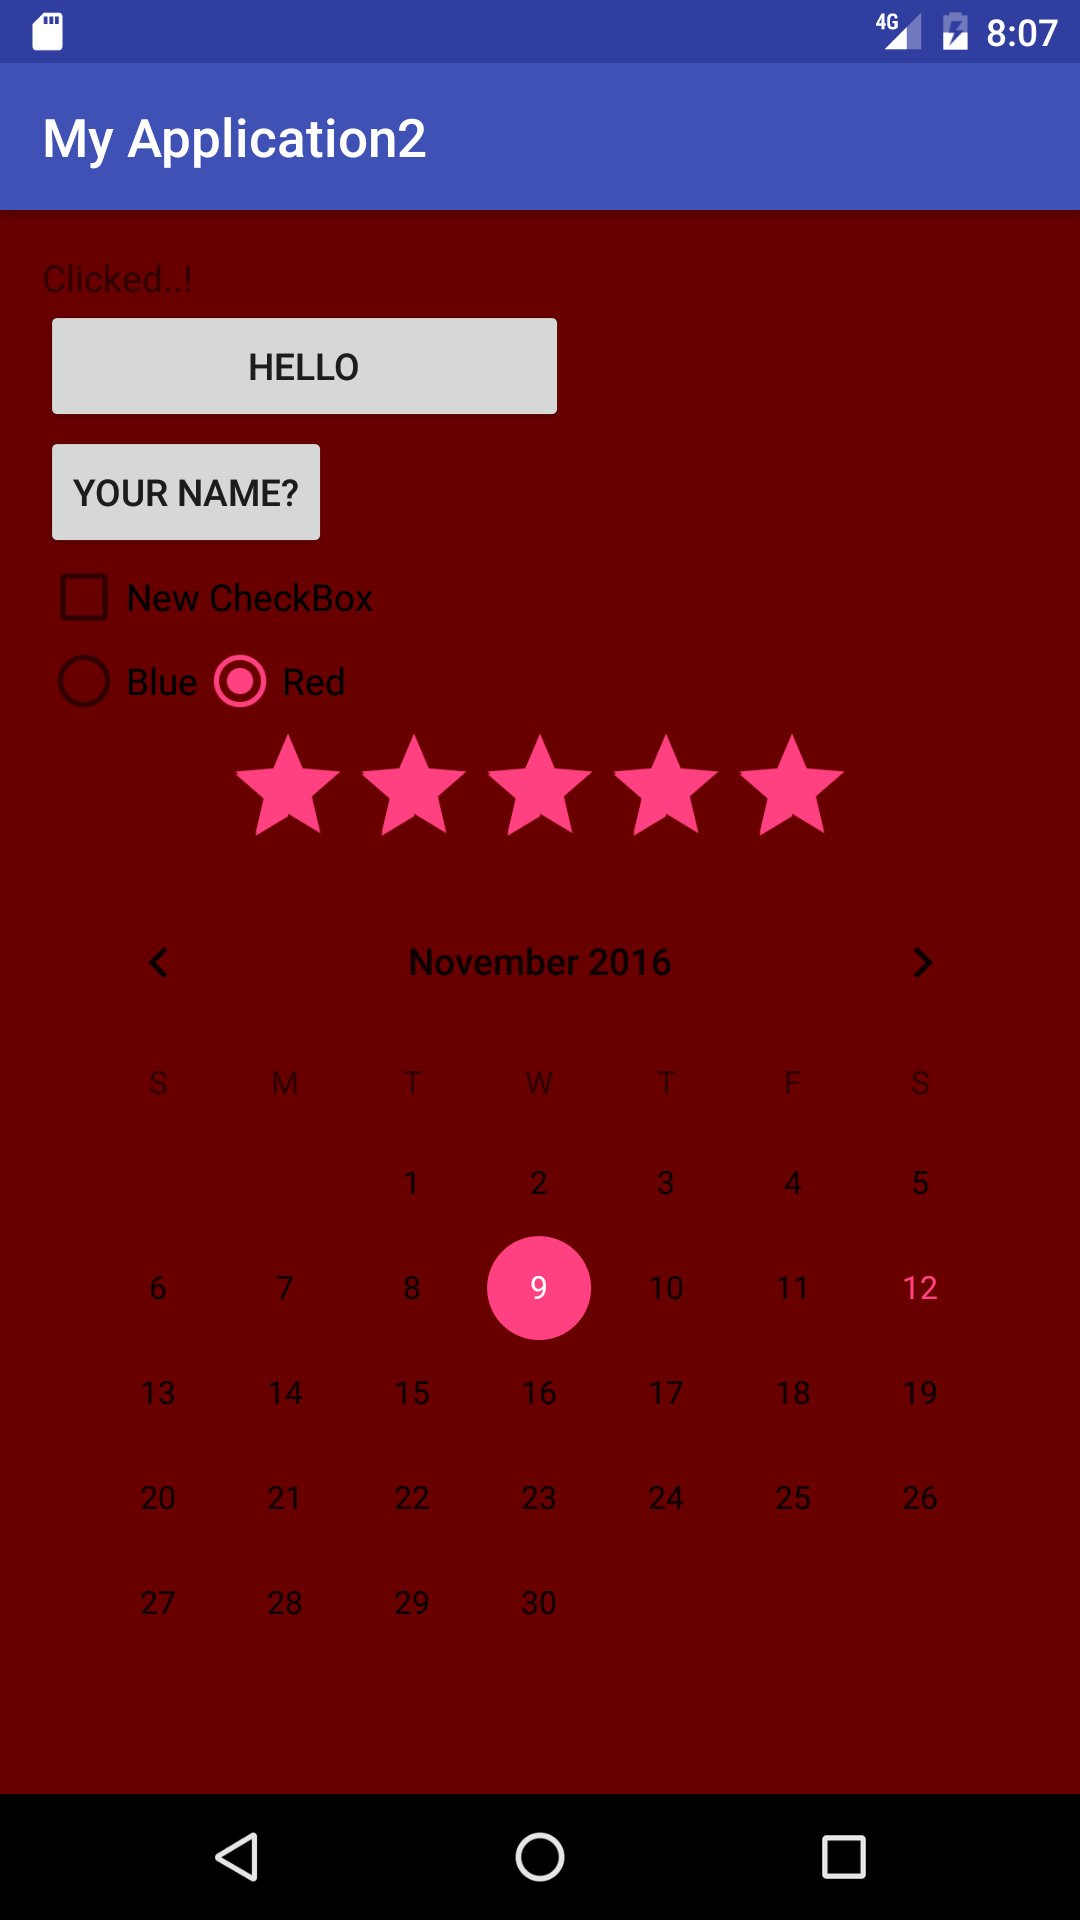 4G 8:07
My Application2
Clicked..!
HELLO
YOUR NAME?
New CheckBox
Blue Red
November 2016
S M T W T F S
1 2 3 4 5
6 7 8 9 10 11 12
13 14 15 16 17 18 19
20 21 22 23 24 25 26
27 28 29 30